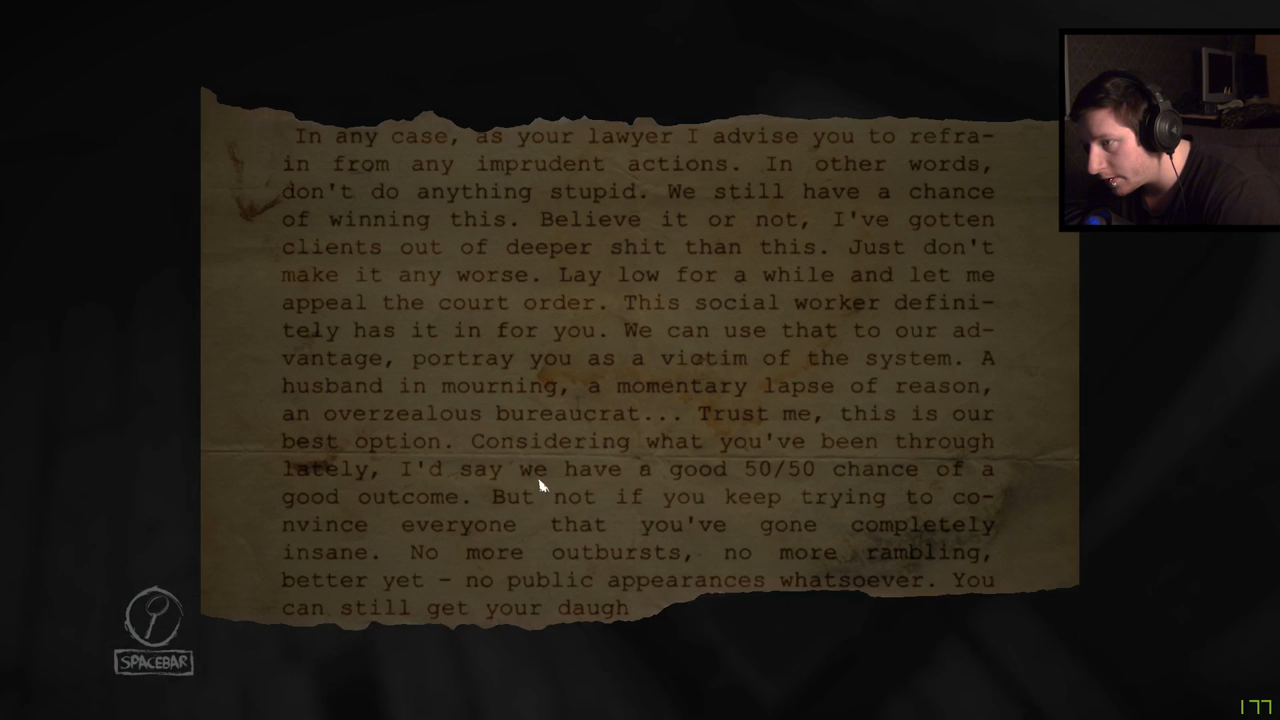 In any case, as your lawyer I advise you to refra-
in from any imprudent actions. In other words,
don't do anything stupid. We still have a chance
of winning this. Believe it or not, I've gotten
clients out of deeper shit than this. Just don't
make it any worse. Lay low for a while and let me
appeal the court order. This social worker defini-
tely has it in for you. We can use that to our ad-
vantage, portray you as a victim of the system. A
husband in mourning, a momentary lapse of reason,
an overzealous bureaucrat... Trust me, this is our
best option. Considering what you've been through
lately, I'd say we have a good 50/50 chance of a
good outcome. But not if you keep trying to co-
nvince everyone that you've gone completely
insane. No more outbursts, no more rambling,
better yet - no public appearances whatsoever. You
can still get your daugh
SPACEBAR
177